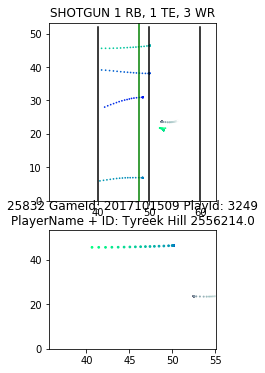 SHOTGUN 1 RB, 1 TE, 3 WR
50
40
30
20
10
0
40 50 60
25832 GameId: 2017101509 PlayId: 3249
PlayerName + ID: Tyreek Hill 2556214.0
40
20
0
40 45 50 55